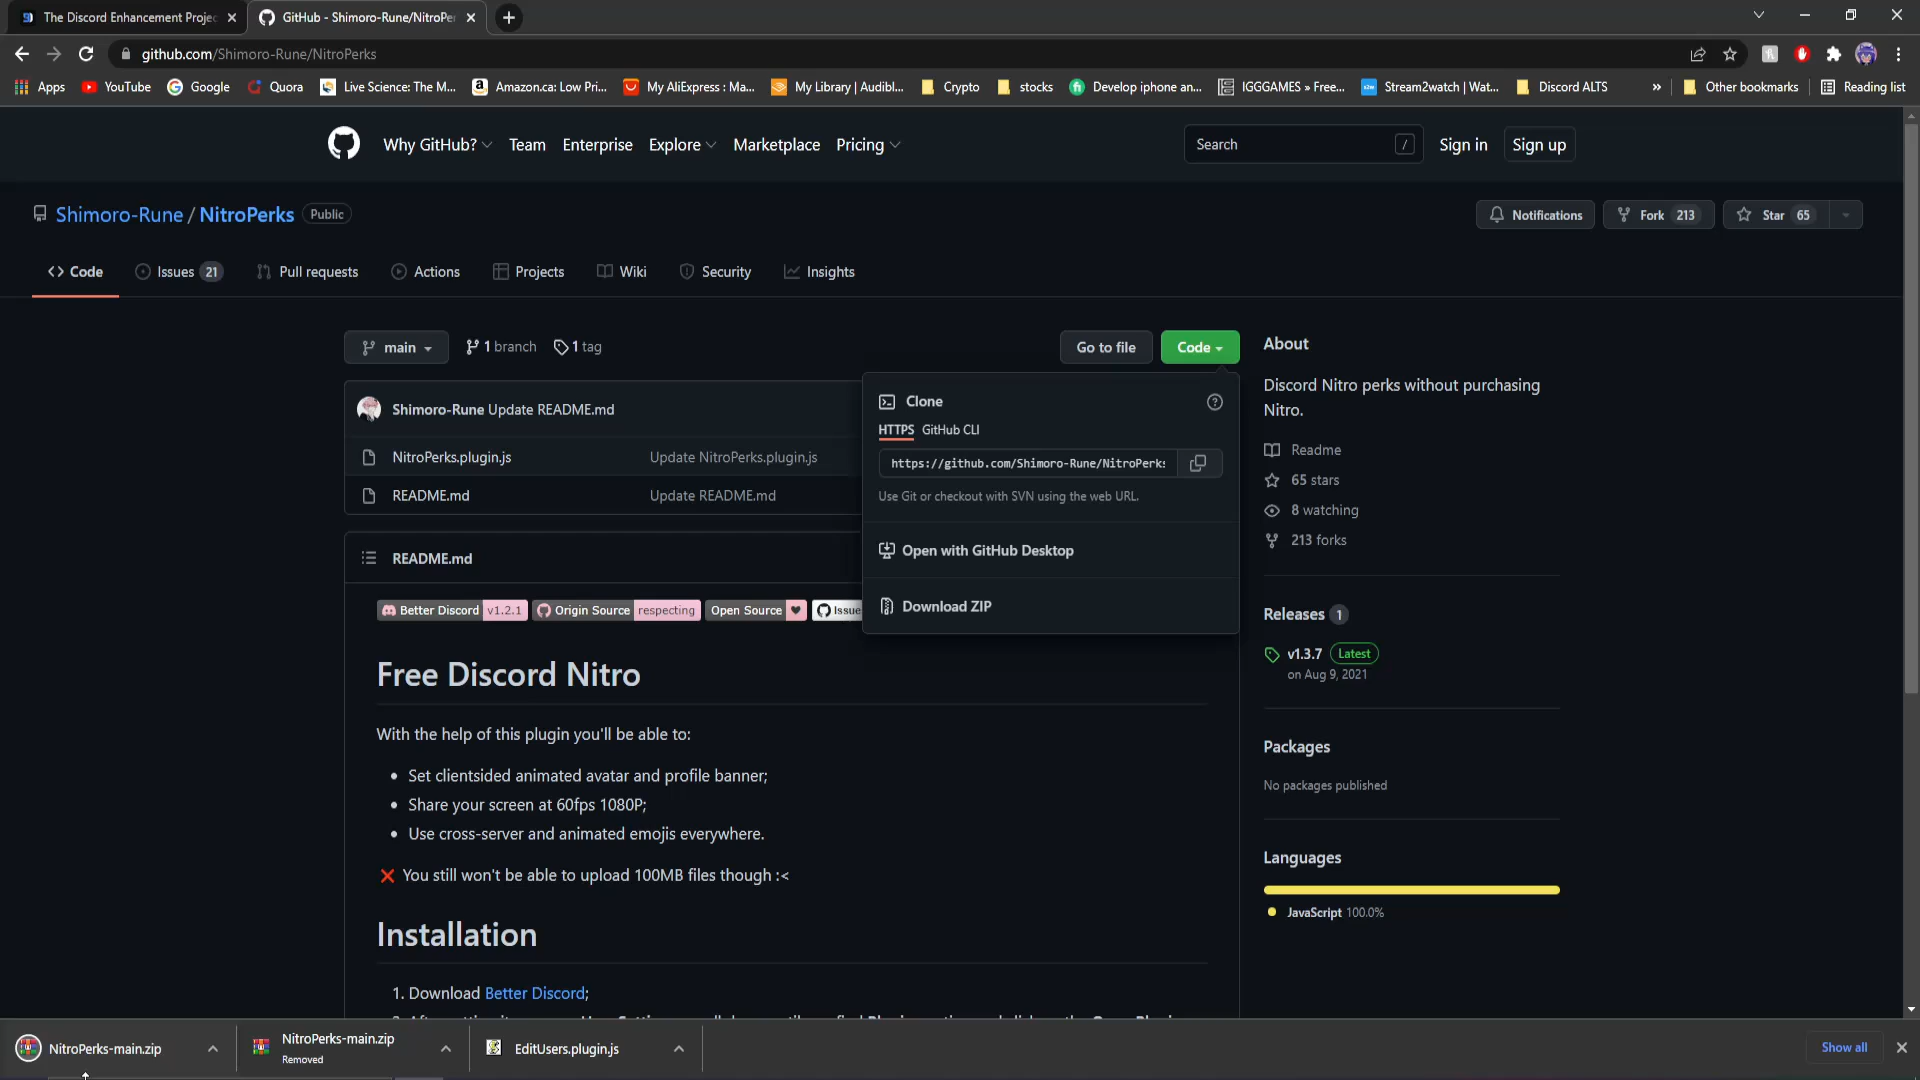 The Discord Enhancement Projec
GitHub - Shimoro-Rune/NitroPer
github.com/Shimoro-Rune/NitroPerks
Apps YouTube Google Quora Live Science: The M... Amazon.ca: Low Pri... My AliExpress : Ma... My Library | Audibl... Crypto stocks Develop iphone an... IGGGAMES » Free... Stream2watch | Wat... Discord ALTS » Other bookmarks Reading list
Why GitHub? Team Enterprise Explore Marketplace Pricing Search / Sign in Sign up
Shimoro-Rune / NitroPerks Public
Notifications Fork 213 Star 65
Code Issues 21 Pull requests Actions Projects Wiki Security Insights
main 1 branch 1 tag Go to file Code
Shimoro-Rune Update README.md
NitroPerks.plugin.js Update NitroPerks.plugin.js
README.md Update README.md
Clone
HTTPS GitHub CLI
https://github.com/Shimoro-Rune/NitroPerks
Use Git or checkout with SVN using the web URL.
Open with GitHub Desktop
Download ZIP
README.md
Better Discord v1.2.1 Origin Source respecting Open Source ❤ Issue
Free Discord Nitro
With the help of this plugin you'll be able to:
• Set clientsided animated avatar and profile banner;
• Share your screen at 60fps 1080P;
• Use cross-server and animated emojis everywhere.
❌ You still won't be able to upload 100MB files though :<
Installation
1. Download Better Discord;
About
Discord Nitro perks without purchasing
Nitro.
Readme
65 stars
8 watching
213 forks
Releases 1
v1.3.7 Latest
on Aug 9, 2021
Packages
No packages published
Languages
JavaScript 100.0%
NitroPerks-main.zip
NitroPerks-main.zip
Removed
EditUsers.plugin.js
Show all